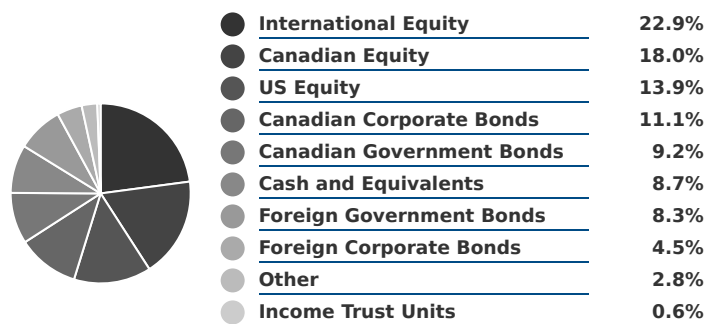 International Equity 22.9%
Canadian Equity 18.0%
US Equity 13.9%
Canadian Corporate Bonds 11.1%
Canadian Government Bonds 9.2%
Cash and Equivalents 8.7%
Foreign Government Bonds 8.3%
Foreign Corporate Bonds 4.5%
Other 2.8%
Income Trust Units 0.6%